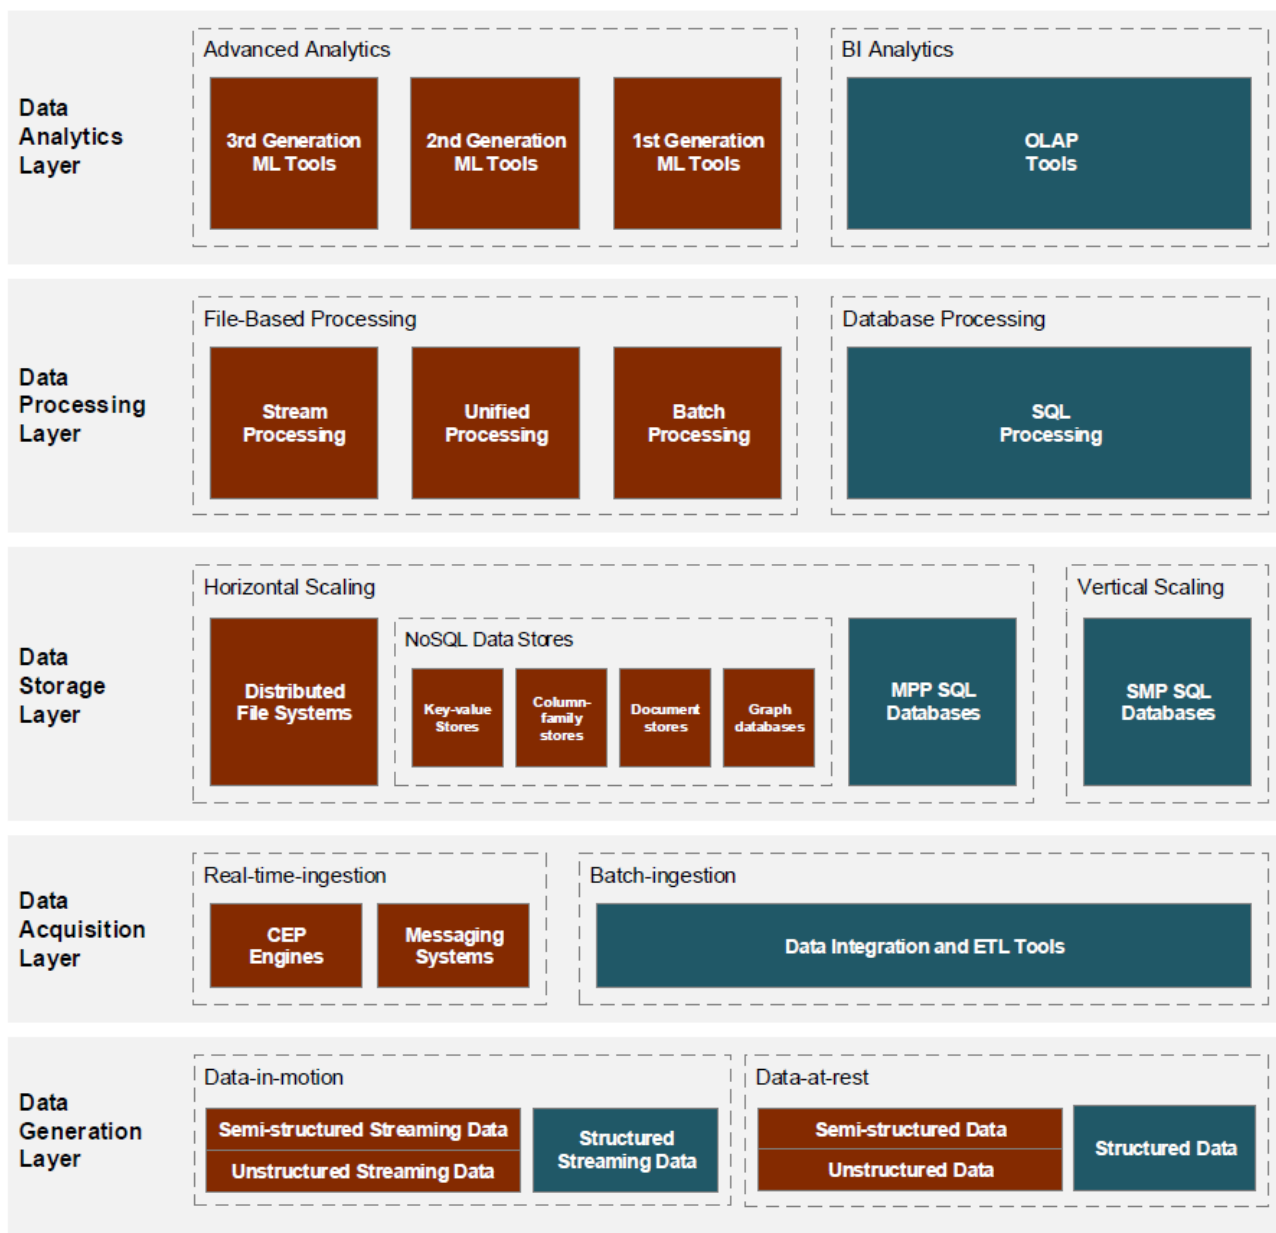 Data
Analytics
Layer
Advanced Analytics
3rd Generation
ML Tools
2nd Generation
ML Tools
1st Generation
ML Tools
BI Analytics
OLAP
Tools
Data
Processing
Layer
File-Based Processing
Stream
Processing
Unified
Processing
Batch
Processing
Database Processing
SQL
Processing
Data
Storage
Layer
Horizontal Scaling
Distributed
File Systems
NoSQL Data Stores
Key-value
Stores
Column-
family
stores
Document
stores
Graph
databases
MPP SQL
Databases
Vertical Scaling
SMP SQL
Databases
Data
Acquisition
Layer
Real-time-ingestion
CEP
Engines
Messaging
Systems
Batch-ingestion
Data Integration and ETL Tools
Data
Generation
Layer
Data-in-motion
Semi-structured Streaming Data
Unstructured Streaming Data
Structured
Streaming Data
Data-at-rest
Semi-structured Data
Unstructured Data
Structured Data